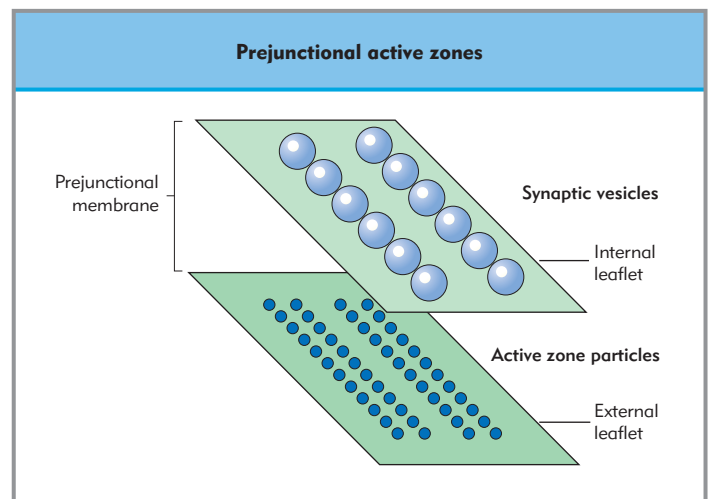 Prejunctional active zones
Prejunctional
membrane
Synaptic vesicles
Internal
leaflet
Active zone particles
External
leaflet